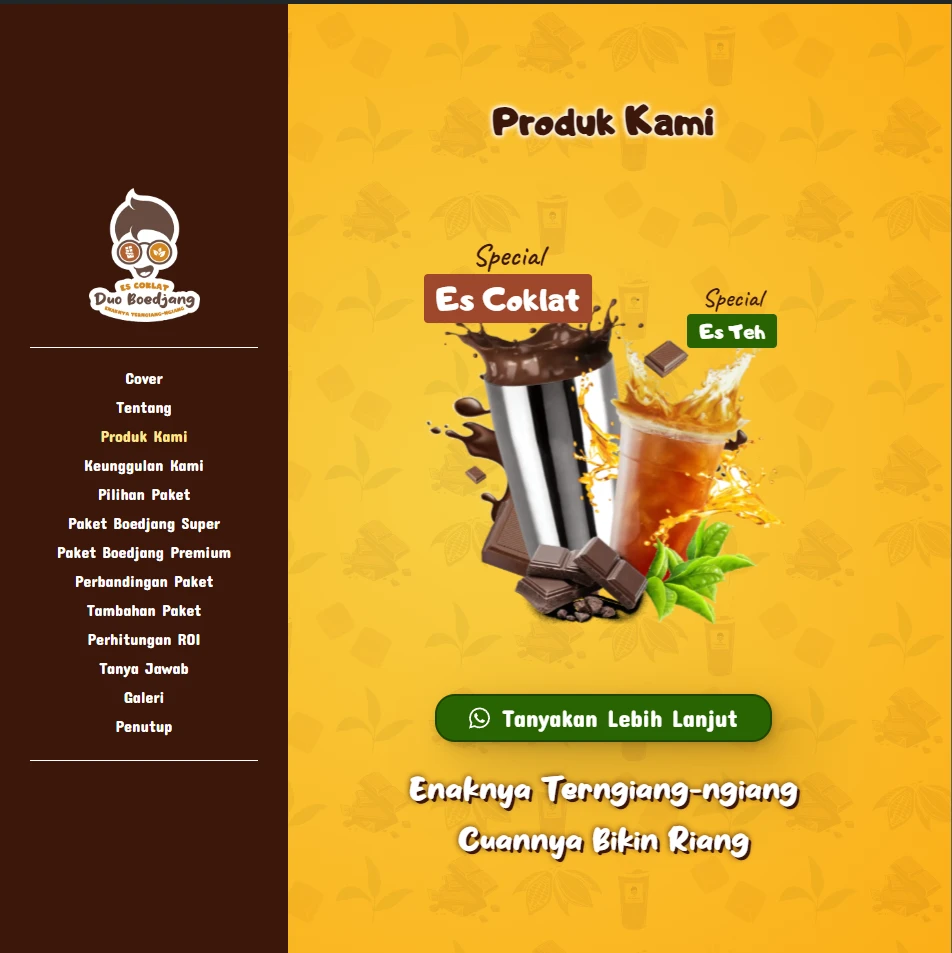 ES COKLAT
Duo Boedjang
ENAKNYA TERNGIANG-NGIANG
Cover
Tentang
Produk Kami
Keunggulan Kami
Pilihan Paket
Paket Boedjang Super
Paket Boedjang Premium
Perbandingan Paket
Tambahan Paket
Perhitungan ROI
Tanya Jawab
Galeri
Penutup
Produk Kami
Special
Es Coklat
Special
Es Teh
Tanyakan Lebih Lanjut
Enaknya Terngiang-ngiang
Cuannya Bikin Riang